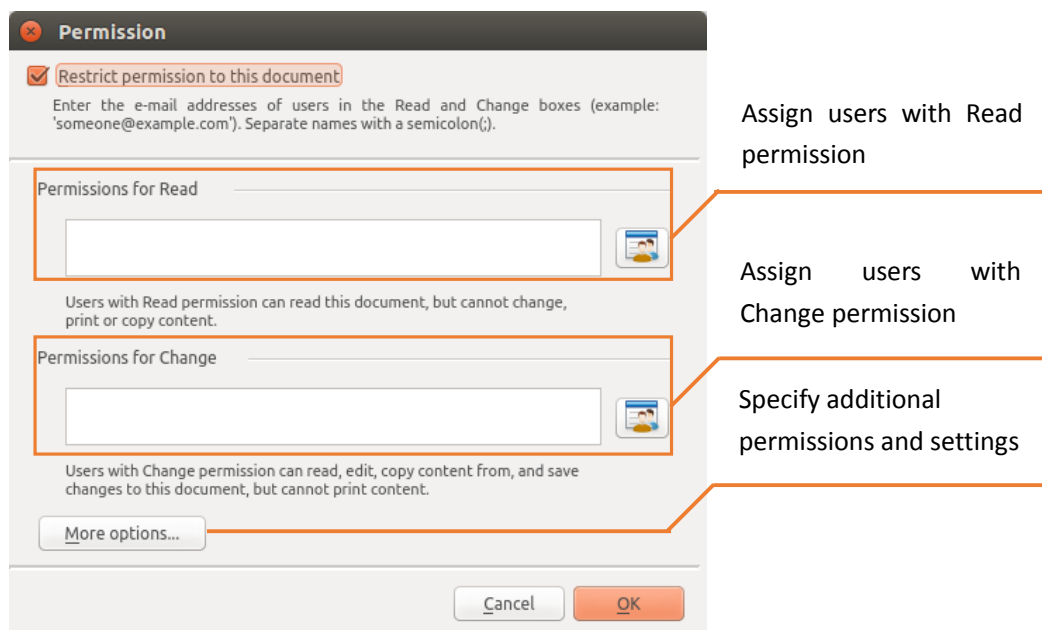 Permission
Restrict permission to this document
Enter the e-mail addresses of users in the Read and Change boxes (example:
'someone@example.com'). Separate names with a semicolon(;).
Permissions for Read
Users with Read permission can read this document, but cannot change,
print or copy content.
Permissions for Change
Users with Change permission can read, edit, copy content from, and save
changes to this document, but cannot print content.
More options...
Cancel
OK
Assign users with Read
permission
Assign users with
Change permission
Specify additional
permissions and settings